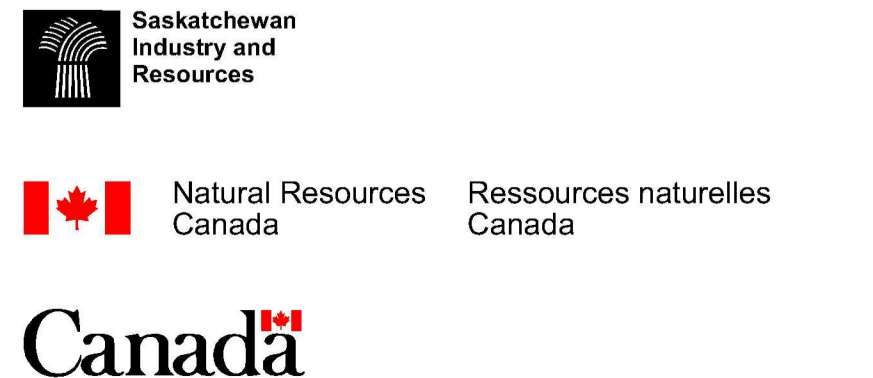 Saskatchewan
Industry and
Resources
Natural Resources
Canada
Ressources naturelles
Canada
Canada